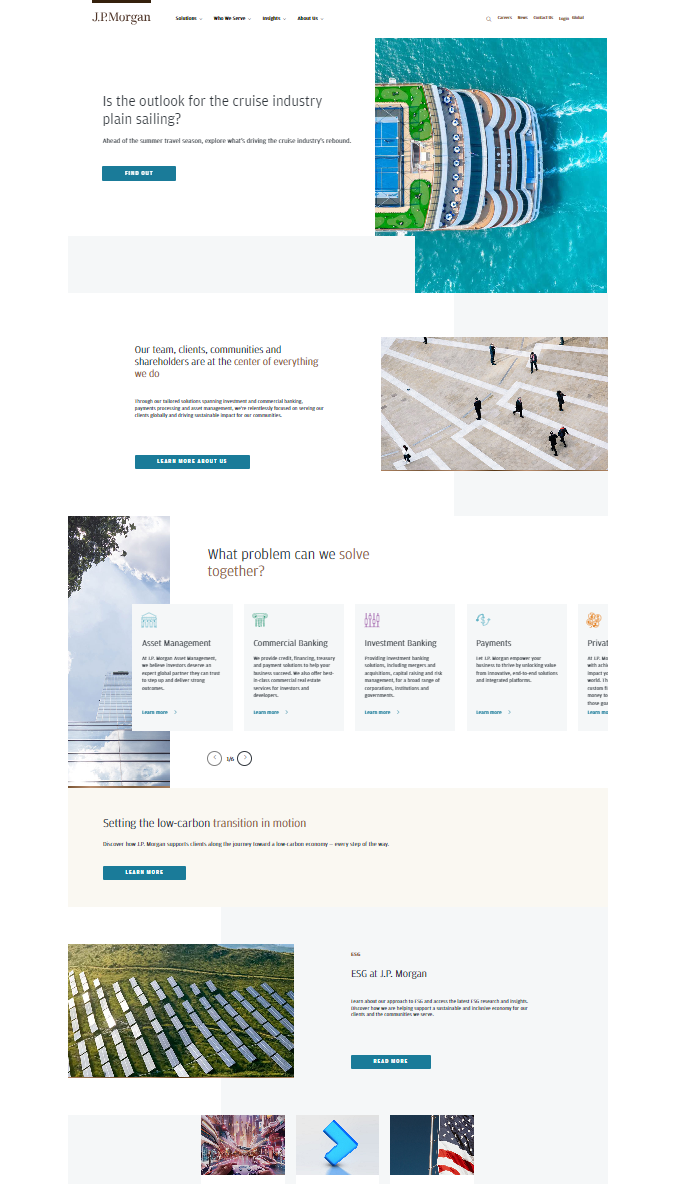 J.P.Morgan
Solutions
Who We Serve
Insights
About Us
Careers
News
Contact Us
Login
Global
Is the outlook for the cruise industry
plain sailing?
Ahead of the summer travel season, explore what's driving the cruise industry's rebound.
FIND OUT
Our team, clients, communities and
shareholders are at the center of everything
we do
Through our tailored solutions spanning investment and commercial banking,
payments processing and asset management, we're relentlessly focused on serving our
clients globally and driving sustainable impact for our communities.
LEARN MORE ABOUT US
What problem can we solve
together?
Asset Management
At J.P. Morgan Asset Management,
we believe investors deserve an
expert global partner they can trust
to step up and deliver strong
outcomes.
Learn more
Commercial Banking
We provide credit, financing, treasury
and payment solutions to help your
business succeed. We also offer best-
in-class commercial real estate
services for investors and
developers.
Learn more
Investment Banking
Providing investment banking
solutions, including mergers and
acquisitions, capital raising and risk
management, for a broad range of
corporations, institutions and
governments.
Learn more
Payments
Let J.P. Morgan empower your
business to thrive by unlocking value
from innovative, end-to-end solutions
and integrated platforms.
Learn more
Privat
At J.P. Mo
with achi
impact yo
world. Th
custom fi
money to
those goa
Learn mo
1/6
Setting the low-carbon transition in motion
Discover how J.P. Morgan supports clients along the journey toward a low-carbon economy – every step of the way.
LEARN MORE
ESG
ESG at J.P. Morgan
Learn about our approach to ESG and access the latest ESG research and insights.
Discover how we are helping support a sustainable and inclusive economy for our
clients and the communities we serve.
READ MORE